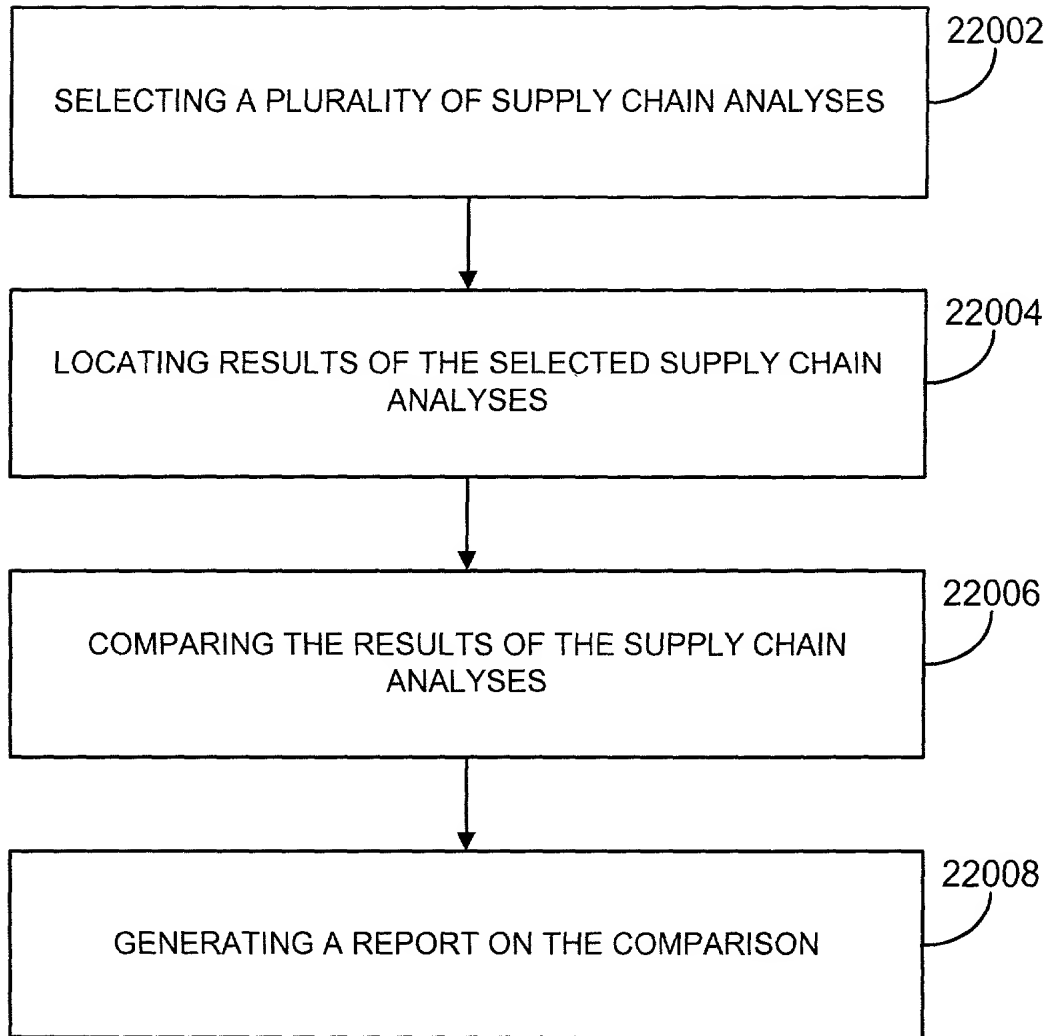 22002
SELECTING A PLURALITY OF SUPPLY CHAIN ANALYSES
22004
LOCATING RESULTS OF THE SELECTED SUPPLY CHAIN
ANALYSES
22006
COMPARING THE RESULTS OF THE SUPPLY CHAIN
ANALYSES
22008
GENERATING A REPORT ON THE COMPARISON